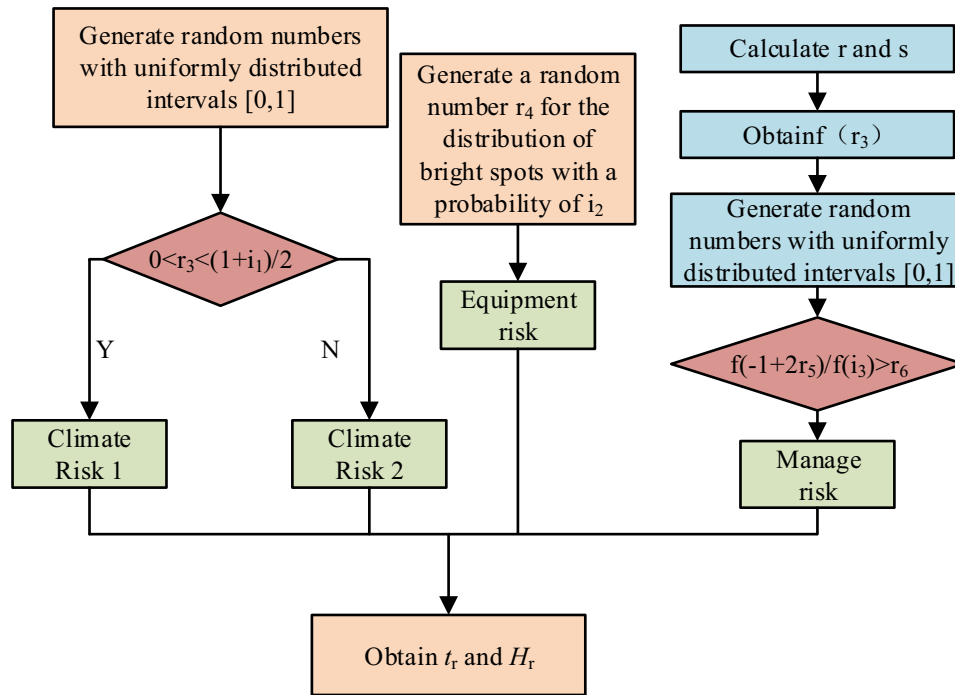 Generate random numbers
with uniformly distributed
intervals [0,1]
0<r₃<(1+i₁)/2
Y
N
Climate
Risk 1
Climate
Risk 2
Generate a random
number r₄ for the
distribution of
bright spots with a
probability of i₂
Equipment
risk
Calculate r and s
Obtainf（r₃）
Generate random
numbers with uniformly
distributed intervals [0,1]
f(-1+2r₅)/f(i₃)>r₆
Manage
risk
Obtain tᵣ and Hᵣ